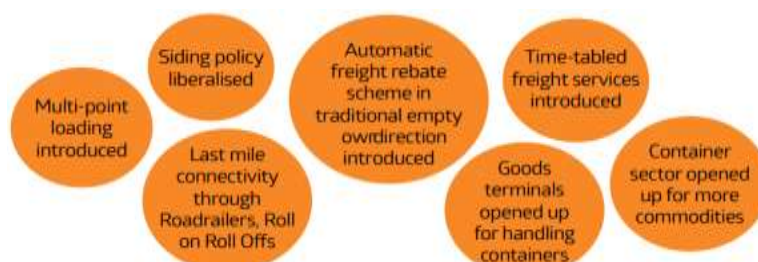 Multi-point
loading
introduced
Siding policy
liberalised
Last mile
connectivity
through
Roadrailers, Roll
on Roll Offs
Automatic
freight rebate
scheme in
traditional empty
owrdirection
introduced
Time-tabled
freight services
introduced
Goods
terminals
opened up
for handling
containers
Container
sector opened
up for more
commodities